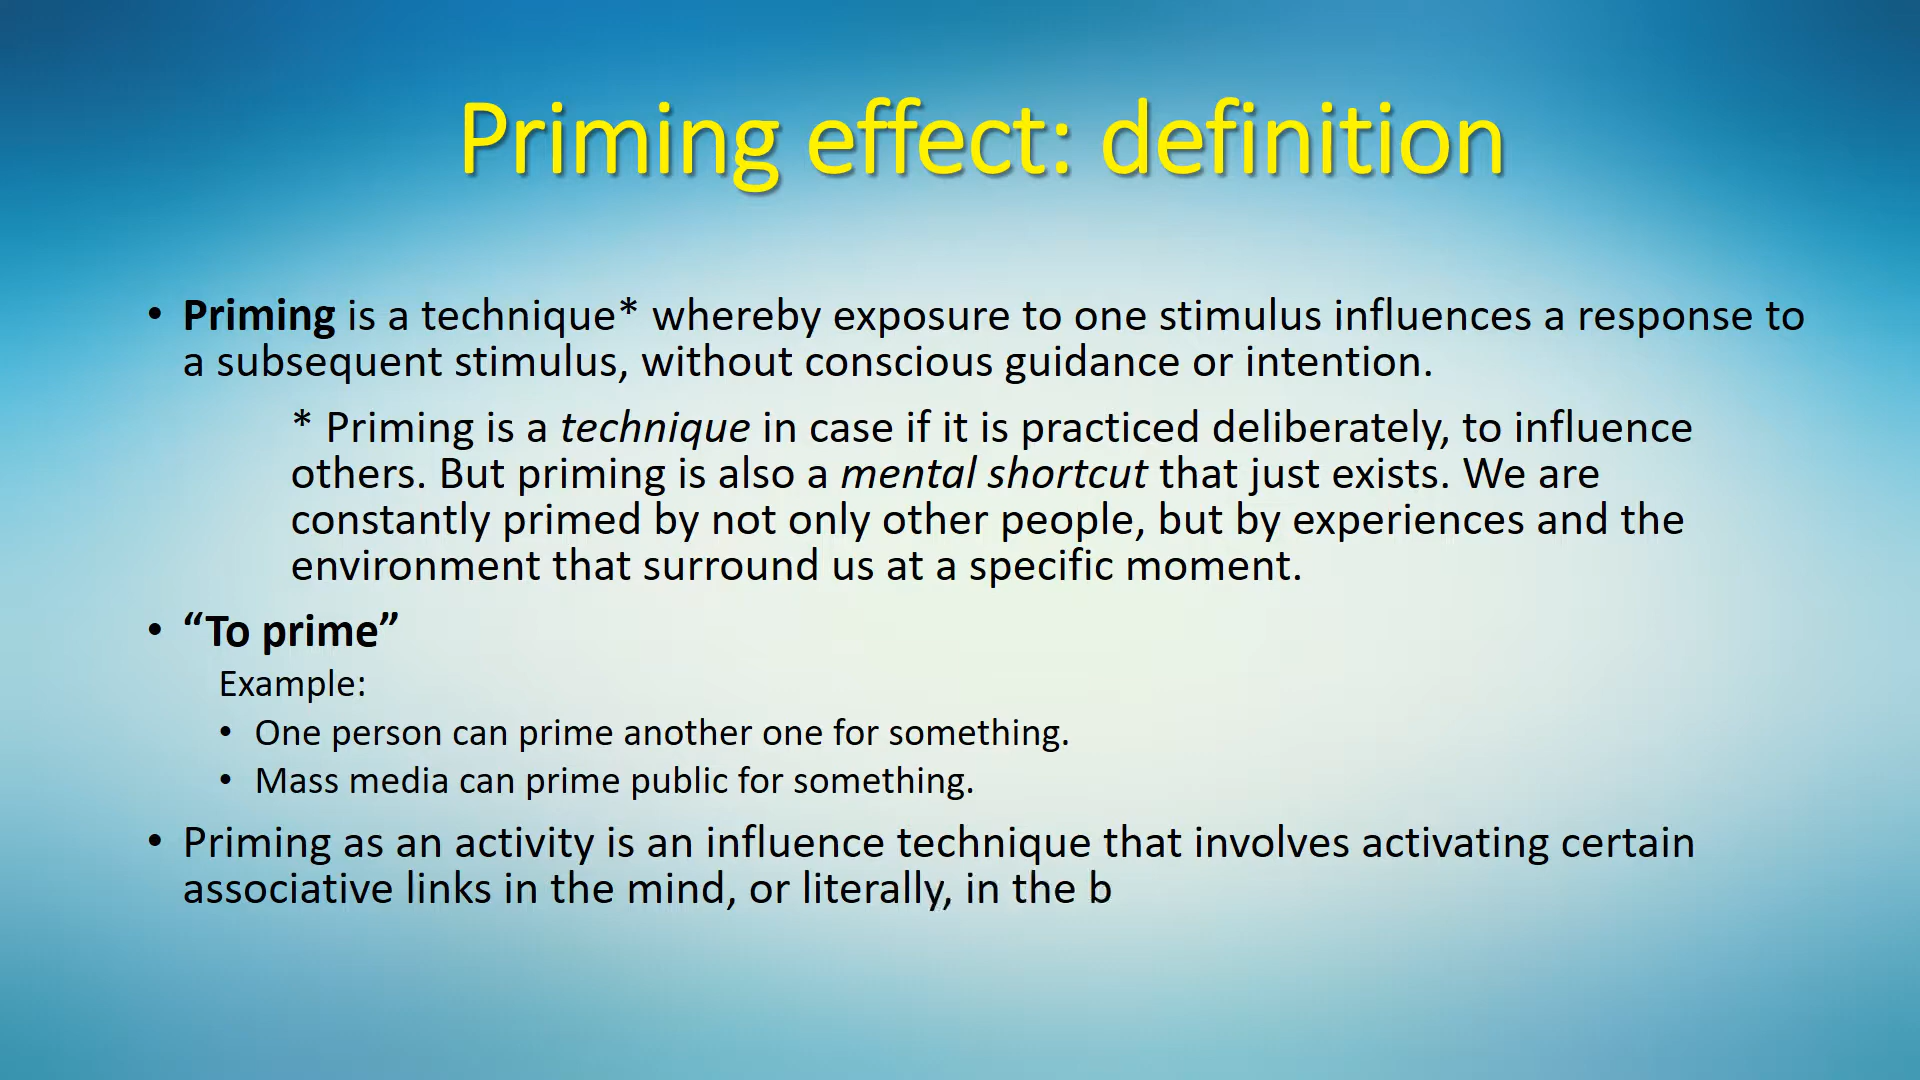 Priming effect: definition
• Priming is a technique* whereby exposure to one stimulus influences a response to
a subsequent stimulus, without conscious guidance or intention.
* Priming is a technique in case if it is practiced deliberately, to influence
others. But priming is also a mental shortcut that just exists. We are
constantly primed by not only other people, but by experiences and the
environment that surround us at a specific moment.
• “To prime”
Example:
• One person can prime another one for something.
• Mass media can prime public for something.
• Priming as an activity is an influence technique that involves activating certain
associative links in the mind, or literally, in the b